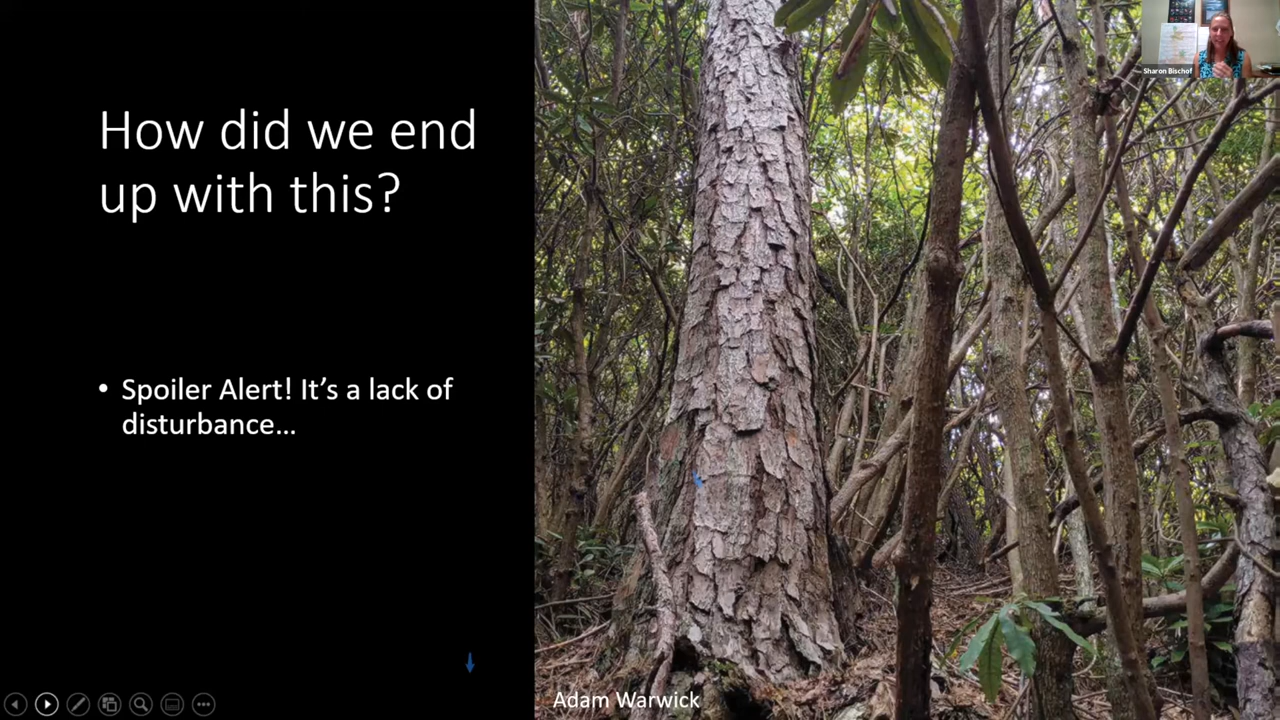 How did we end
up with this?
• Spoiler Alert! It's a lack of
disturbance...
Adam Warwick
Sharon Bischof